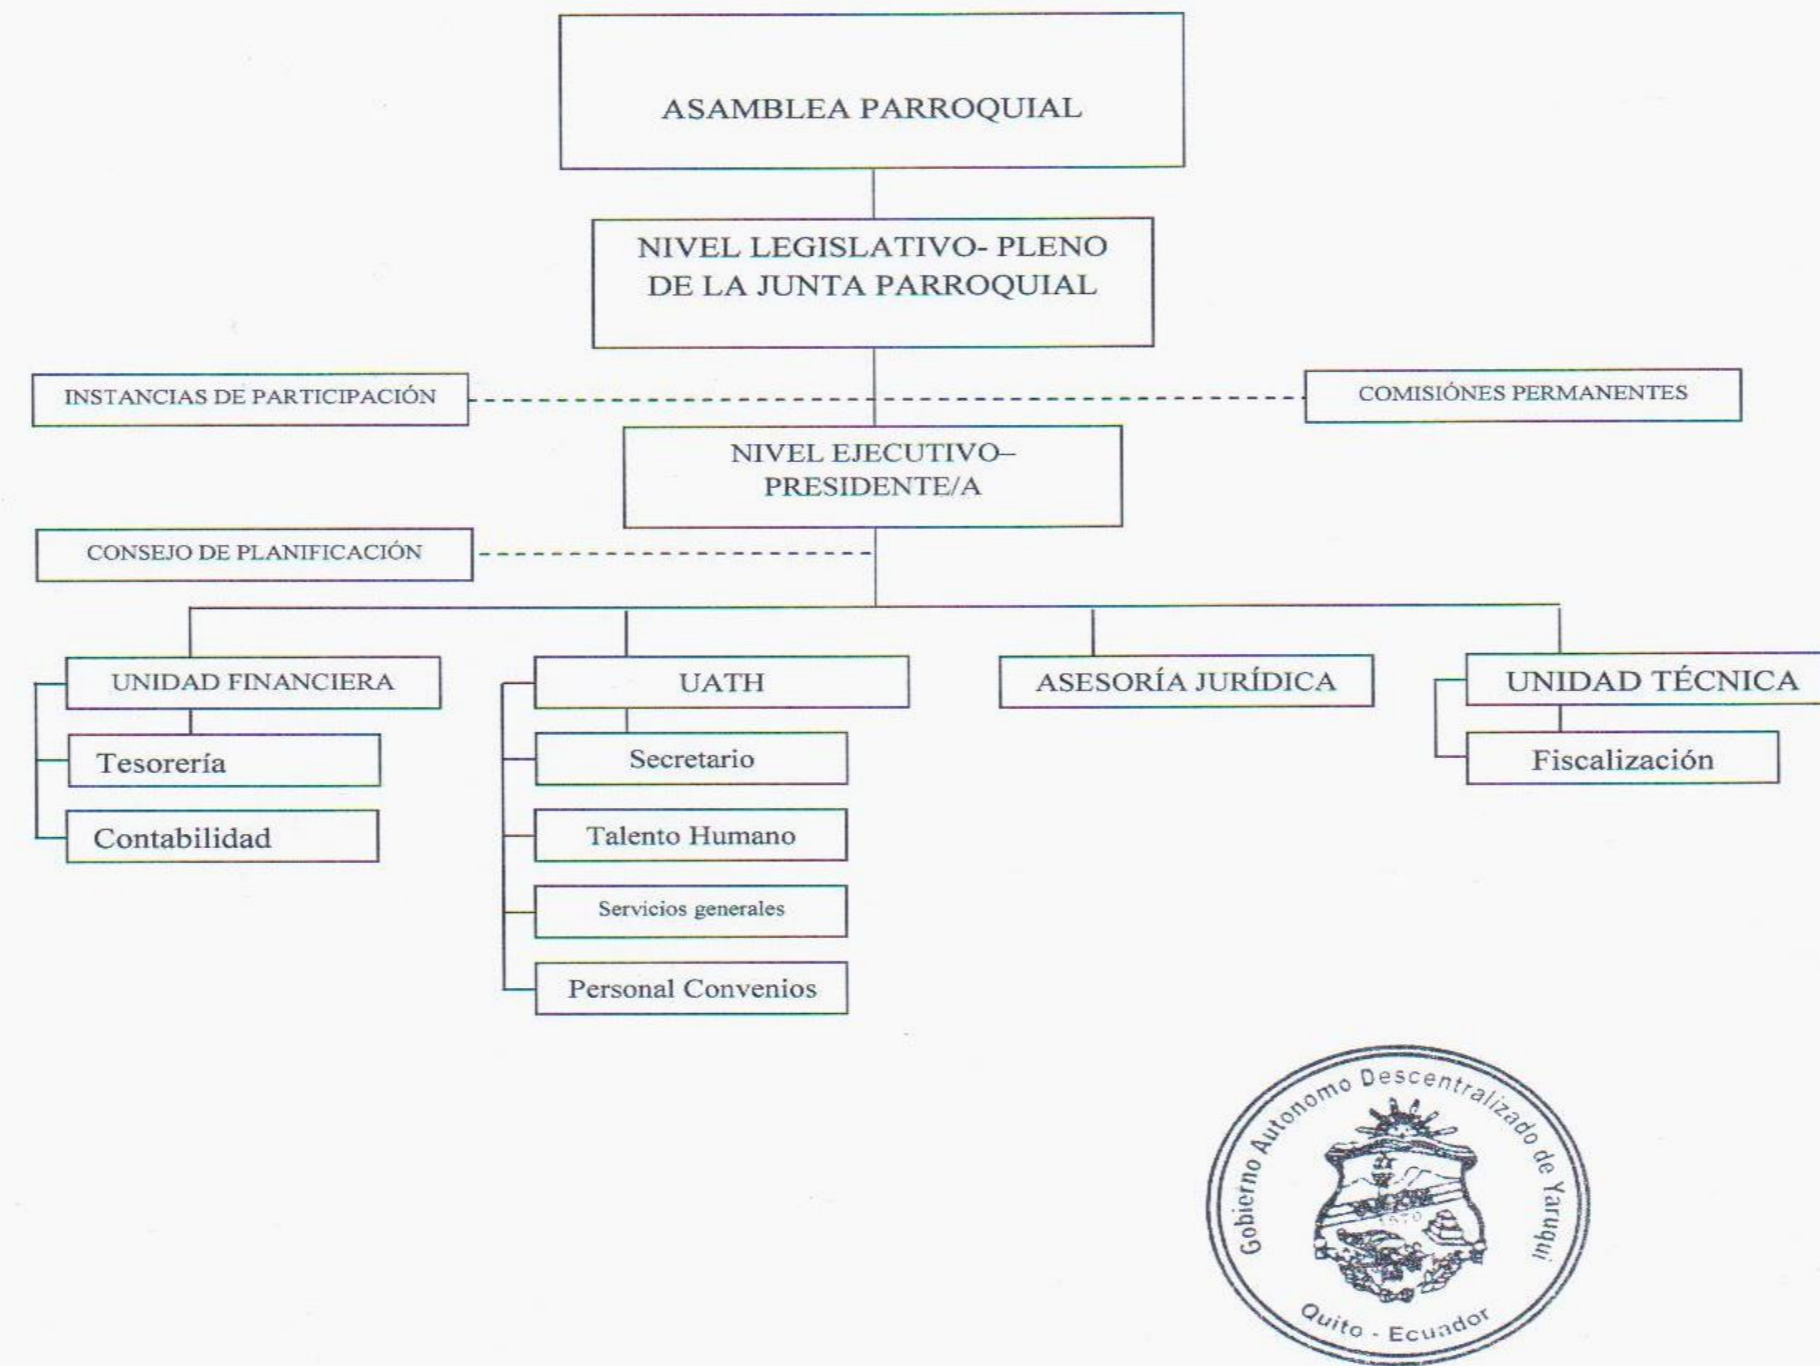 ASAMBLEA PARROQUIAL
NIVEL LEGISLATIVO- PLENO
DE LA JUNTA PARROQUIAL
INSTANCIAS DE PARTICIPACIÓN
COMISIÓNES PERMANENTES
NIVEL EJECUTIVO–
PRESIDENTE/A
CONSEJO DE PLANIFICACIÓN
UNIDAD FINANCIERA
Tesorería
Contabilidad
UATH
Secretario
Talento Humano
Servicios generales
Personal Convenios
ASESORÍA JURÍDICA
UNIDAD TÉCNICA
Fiscalización
Gobierno Autonomo Descentralizado de Yaruqui
Quito - Ecuador